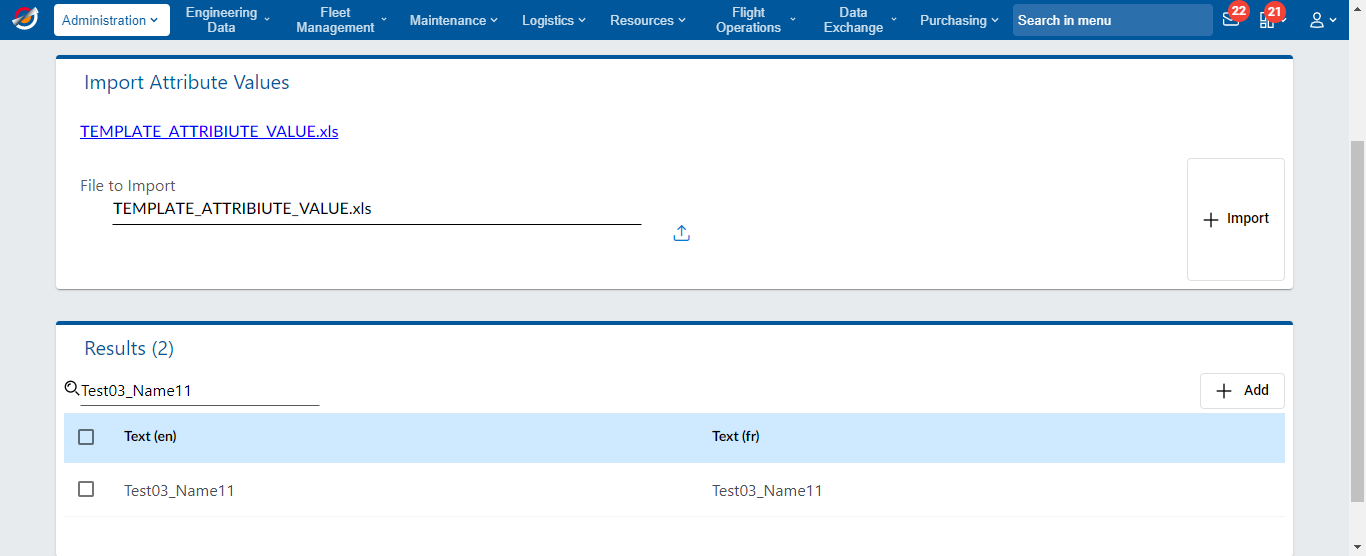 Administration
Engineering
Data
Fleet
Management
Maintenance
Logistics
Resources
Flight
Operations
Data
Exchange
Purchasing
Search in menu
22
21
Import Attribute Values
TEMPLATE_ATTRIBIUTE_VALUE.xls
File to Import
TEMPLATE_ATTRIBIUTE_VALUE.xls
Import
Results (2)
Test03_Name11
Add
Text (en) Text (fr)
Test03_Name11 Test03_Name11